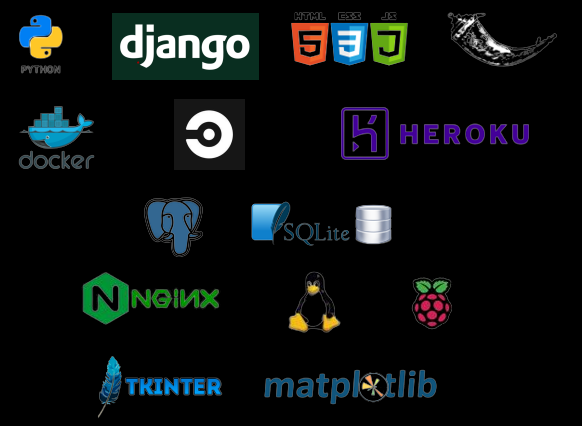 PYTHON
django
HTML CSS JS
5 3 J
docker
HEROKU
SQLite
N NGiNX
TKINTER
matplotlib